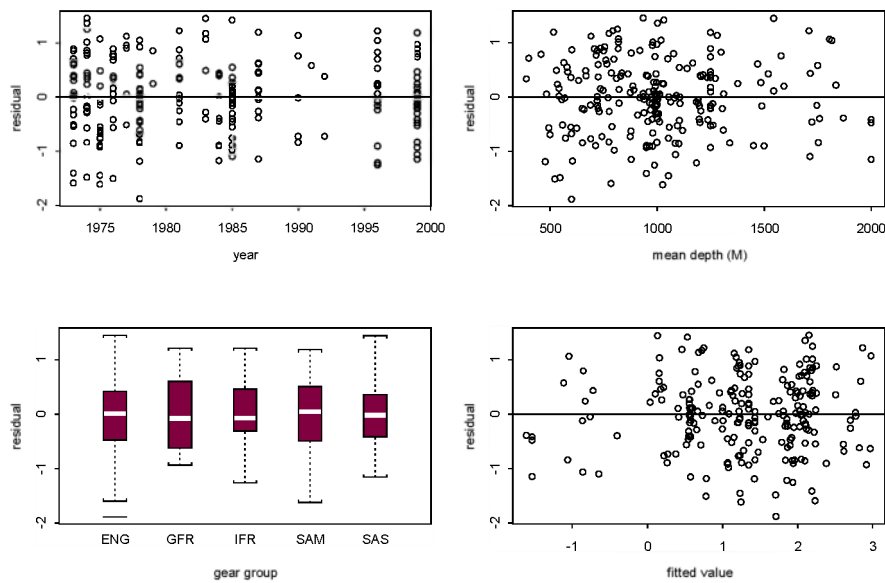 residual
1
0
-1
-2
1975 1980 1985 1990 1995 2000
year
residual
1
0
-1
-2
500 1000 1500 2000
mean depth (M)
residual
1
0
-1
-2
ENG GFR IFR SAM SAS
gear group
residual
1
0
-1
-2
-1 0 1 2 3
fitted value